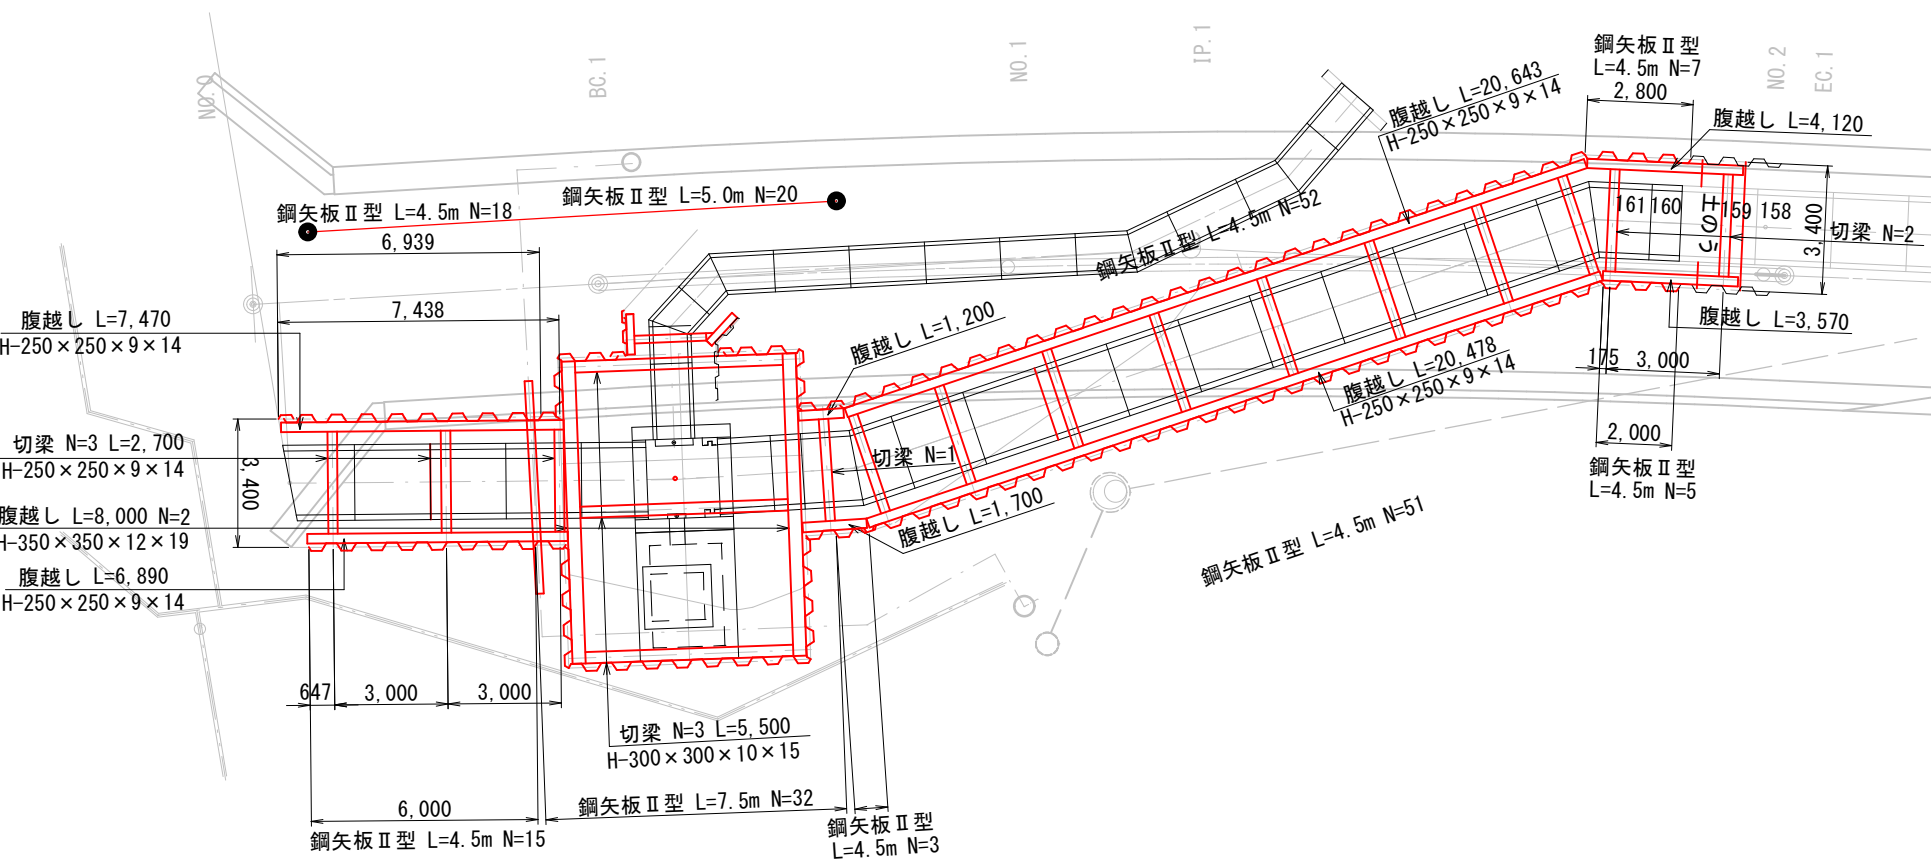 NO.0
BC.1
NO.1
IP.1
NO.2
EC.1
鋼矢板Ⅱ型
L=4.5m N=7
2,800
腹越し L=20,643
H-250×250×9×14
腹越し L=4,120
鋼矢板Ⅱ型 L=4.5m N=18
鋼矢板Ⅱ型 L=5.0m N=20
鋼矢板Ⅱ型 L=4.5m N=52
161
160
土のう
159
158
3,400
切梁 N=2
6,939
7,438
腹越し L=7,470
H-250×250×9×14
腹越し L=1,200
腹越し L=3,570
175
3,000
腹越し L=20,478
H-250×250×9×14
2,000
鋼矢板Ⅱ型
L=4.5m N=5
切梁 N=3 L=2,700
H-250×250×9×14
3,400
切梁 N=1
腹越し L=8,000 N=2
H-350×350×12×19
腹越し L=1,700
鋼矢板Ⅱ型 L=4.5m N=51
腹越し L=6,890
H-250×250×9×14
647
3,000
3,000
切梁 N=3 L=5,500
H-300×300×10×15
6,000
鋼矢板Ⅱ型 L=4.5m N=15
鋼矢板Ⅱ型 L=7.5m N=32
鋼矢板Ⅱ型
L=4.5m N=3